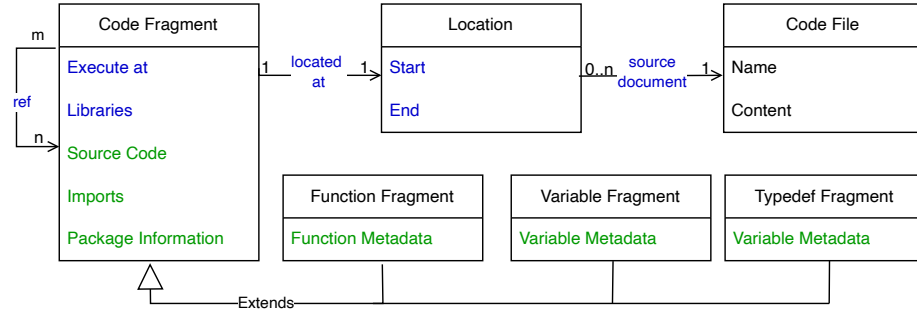 Code Fragment
Location
Code File
m
Execute at
1
located
at
1
Start
0..n
source
document
1
Name
ref
Libraries
End
Content
n
Source Code
Imports
Function Fragment
Variable Fragment
Typedef Fragment
Package Information
Function Metadata
Variable Metadata
Variable Metadata
Extends